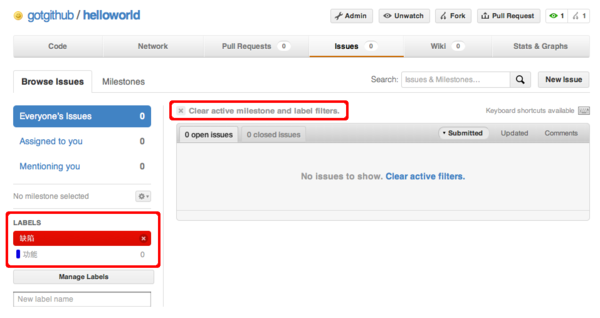 gotgithub / helloworld
Admin Unwatch Fork Pull Request 1 1
Code Network Pull Requests 0 Issues 0 Wiki 0 Stats & Graphs
Browse Issues Milestones Search: Issues & Milestones... New Issue
Everyone's Issues 0
Assigned to you 0
Mentioning you 0
No milestone selected
LABELS
缺陷 ×
功能 0
Manage Labels
New label name
× Clear active milestone and label filters.
Keyboard shortcuts available
0 open issues 0 closed issues Submitted Updated Comments
No issues to show. Clear active filters.